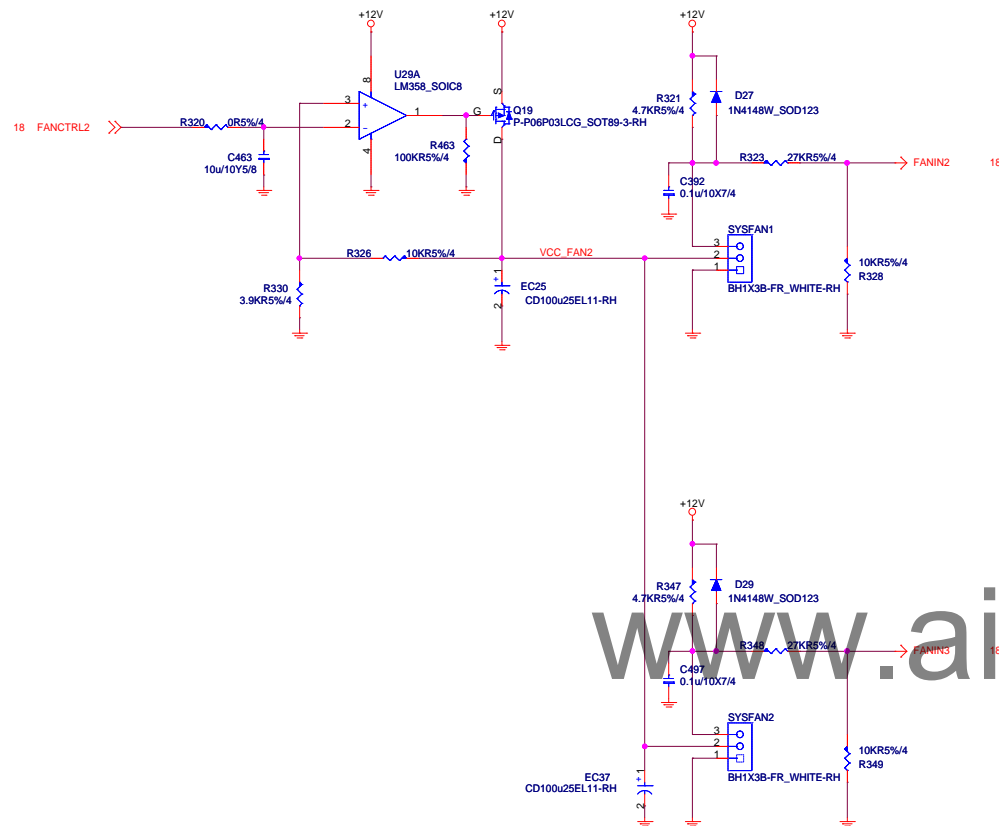 +12V
+12V
+12V
U29A
LM358_SOIC8
8
3
+
2
-
1
4
18 FANCTRL2
R320
0R5%/4
C463
10u/10Y5/8
S
G
D
Q19
P-P06P03LCG_SOT89-3-RH
R463
100KR5%/4
R321
4.7KR5%/4
D27
1N4148W_SOD123
R323
27KR5%/4
FANIN2
18
C392
0.1u/10X7/4
SYSFAN1
3
2
1
BH1X3B-FR_WHITE-RH
10KR5%/4
R328
R326
10KR5%/4
VCC_FAN2
R330
3.9KR5%/4
+
1
2
EC25
CD100u25EL11-RH
+12V
R347
4.7KR5%/4
D29
1N4148W_SOD123
www.ai
R348
27KR5%/4
FANIN3
18
C497
0.1u/10X7/4
SYSFAN2
3
2
1
BH1X3B-FR_WHITE-RH
10KR5%/4
R349
EC37
CD100u25EL11-RH
+
1
2